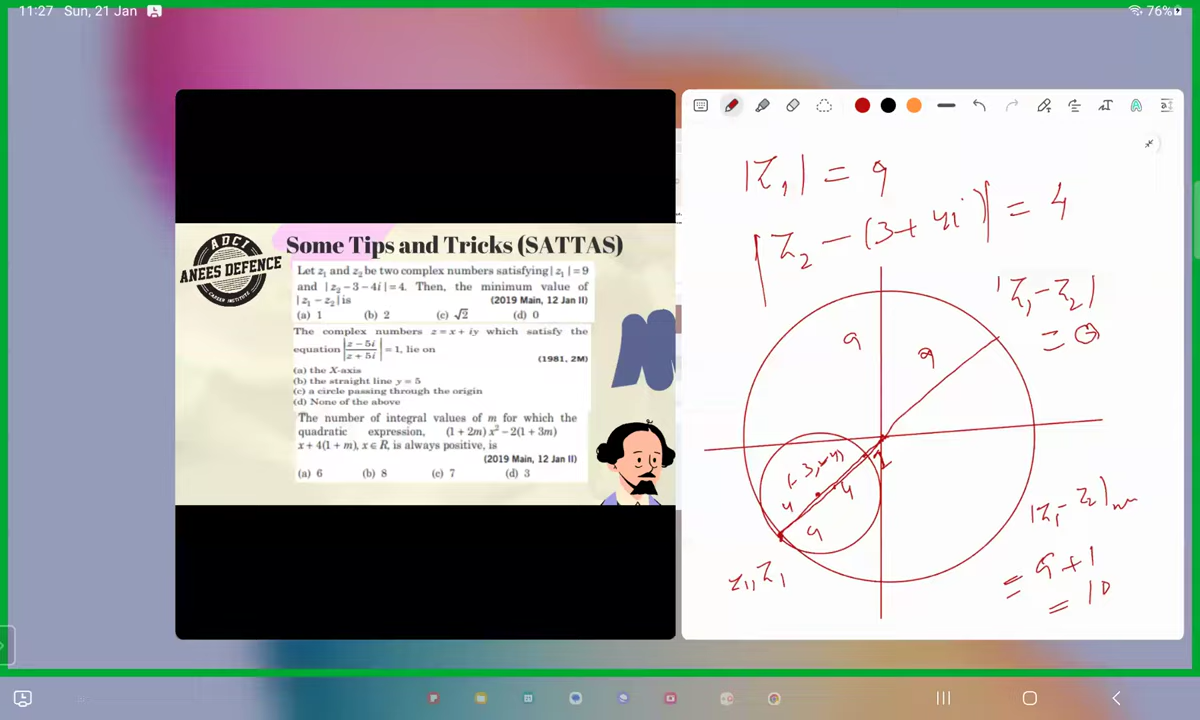 11:27 Sun, 21 Jan
76%
ADCI
ANEES DEFENCE
CAREER INSTITUTE
Some Tips and Tricks (SATTAS)
Let z₁ and z₂ be two complex numbers satisfying |z₁| = 9
and |z₂ − 3 − 4i| = 4. Then, the minimum value of
|z₁ − z₂| is (2019 Main, 12 Jan II)
(a) 1 (b) 2 (c) √2 (d) 0
The complex numbers z = x + iy which satisfy the
equation |(z − 5i)/(z + 5i)| = 1, lie on
(1981, 2M)
(a) the X-axis
(b) the straight line y = 5
(c) a circle passing through the origin
(d) None of the above
The number of integral values of m for which the
quadratic expression, (1 + 2m) x² − 2(1 + 3m)
x + 4(1 + m), x ∈ R, is always positive, is
(2019 Main, 12 Jan II)
(a) 6 (b) 8 (c) 7 (d) 3
|z₁| = 9
|z₂ − (3 + 4i)| = 4
|z₁ − z₂|
= 0
9
9
4
4
9
z₁, z₁
|z₁ − z₂|
= 9 + 1
= 10